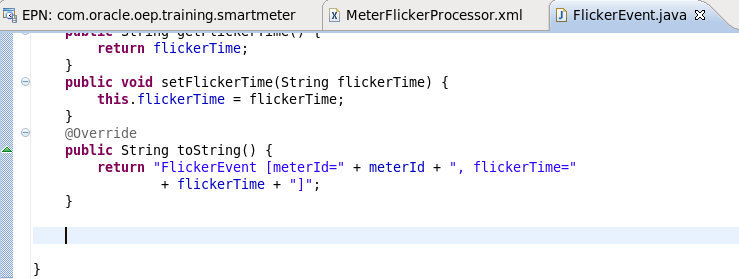 EPN: com.oracle.oep.training.smartmeter MeterFlickerProcessor.xml FlickerEvent.java
public String getFlickerTime() {
return flickerTime;
}
public void setFlickerTime(String flickerTime) {
this.flickerTime = flickerTime;
}
@Override
public String toString() {
return "FlickerEvent [meterId=" + meterId + ", flickerTime="
+ flickerTime + "]";
}
}